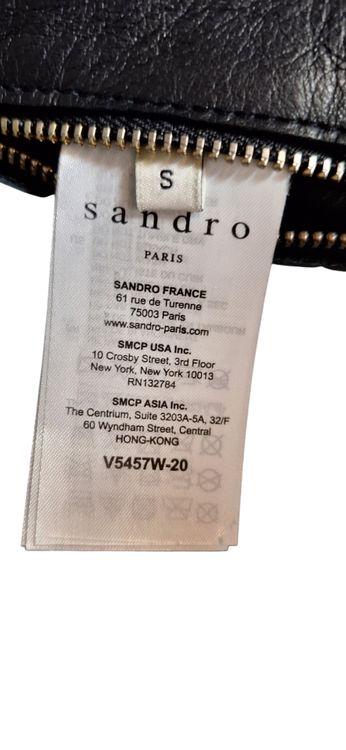 S
sandro
PARIS
SANDRO FRANCE
61 rue de Turenne
75003 Paris
www.sandro-paris.com
SMCP USA Inc.
10 Crosby Street, 3rd Floor
New York, New York 10013
RN132784
SMCP ASIA Inc.
The Centrium, Suite 3203A-5A, 32/F
60 Wyndham Street, Central
HONG-KONG
V5457W-20